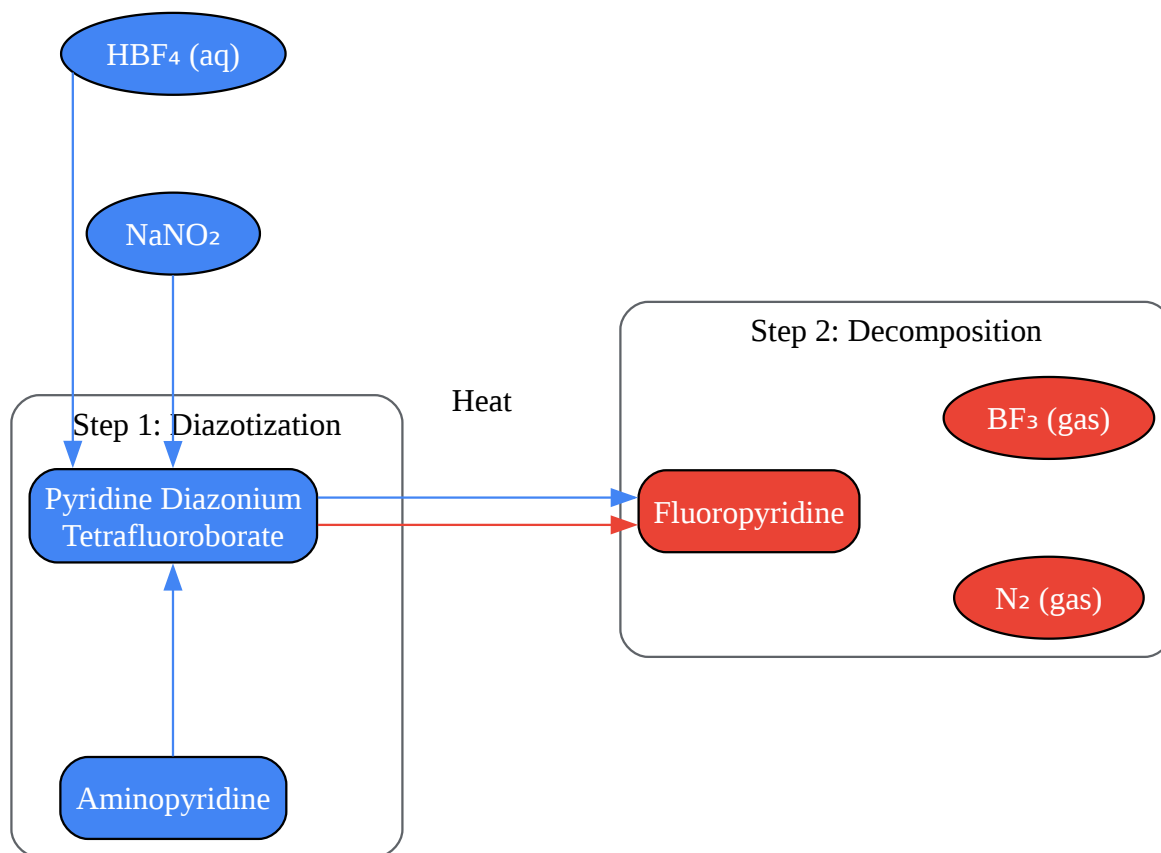 HBF₄ (aq)
NaNO₂
Step 2: Decomposition
Heat
BF₃ (gas)
Step 1: Diazotization
Pyridine Diazonium
Tetrafluoroborate
Fluoropyridine
N₂ (gas)
Aminopyridine